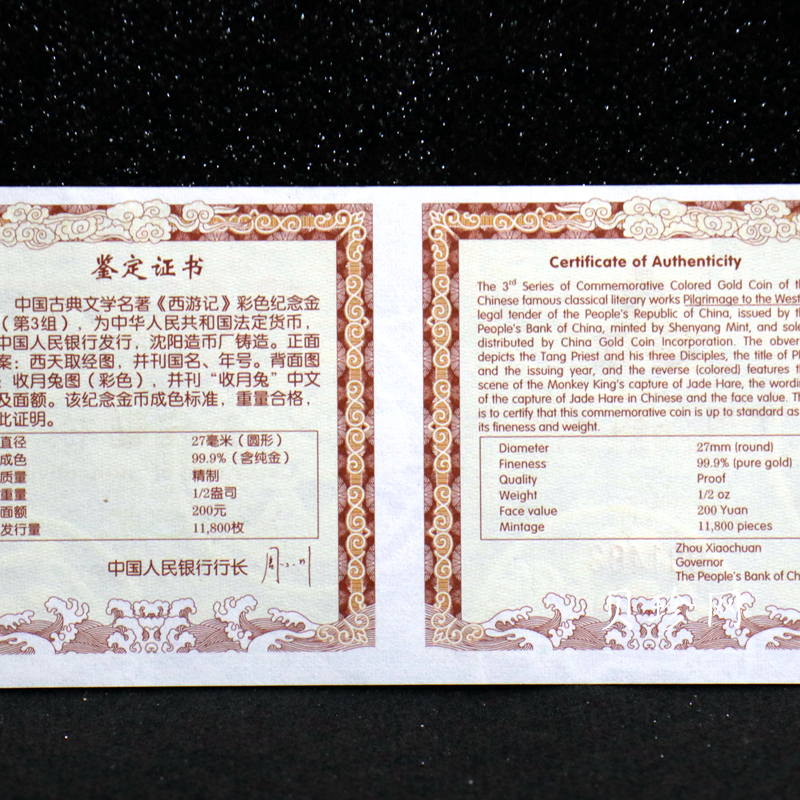 鉴定证书
中国古典文学名著《西游记》彩色纪念金
（第3组），为中华人民共和国法定货币，
中国人民银行发行，沈阳造币厂铸造。正面
案：西天取经图，并刊国名、年号。背面图
：收月兔图（彩色），并刊“收月兔”中文
及面额。该纪念金币成色标准，重量合格，
此证明。
直径 27毫米（圆形）
成色 99.9%（含纯金）
质量 精制
重量 1/2盎司
面额 200元
发行量 11,800枚
中国人民银行行长
Certificate of Authenticity
The 3rd Series of Commemorative Colored Gold Coin of
Chinese famous classical literary works Pilgrimage to the West
legal tender of the People's Republic of China, issued by
People's Bank of China, minted by Shenyang Mint, and
distributed by China Gold Coin Incorporation. The
depicts the Tang Priest and his three Disciples, the title of
and the issuing year, and the reverse (colored) features
scene of the Monkey King's capture of Jade Hare, the
of the capture of Jade Hare in Chinese and the face value.
is to certify that this commemorative coin is up to standard as
its fineness and weight.
Diameter 27mm (round)
Fineness 99.9% (pure gold)
Quality Proof
Weight 1/2 oz
Face value 200 Yuan
Mintage 11,800 pieces
Zhou Xiaochuan
Governor
The People's Bank of